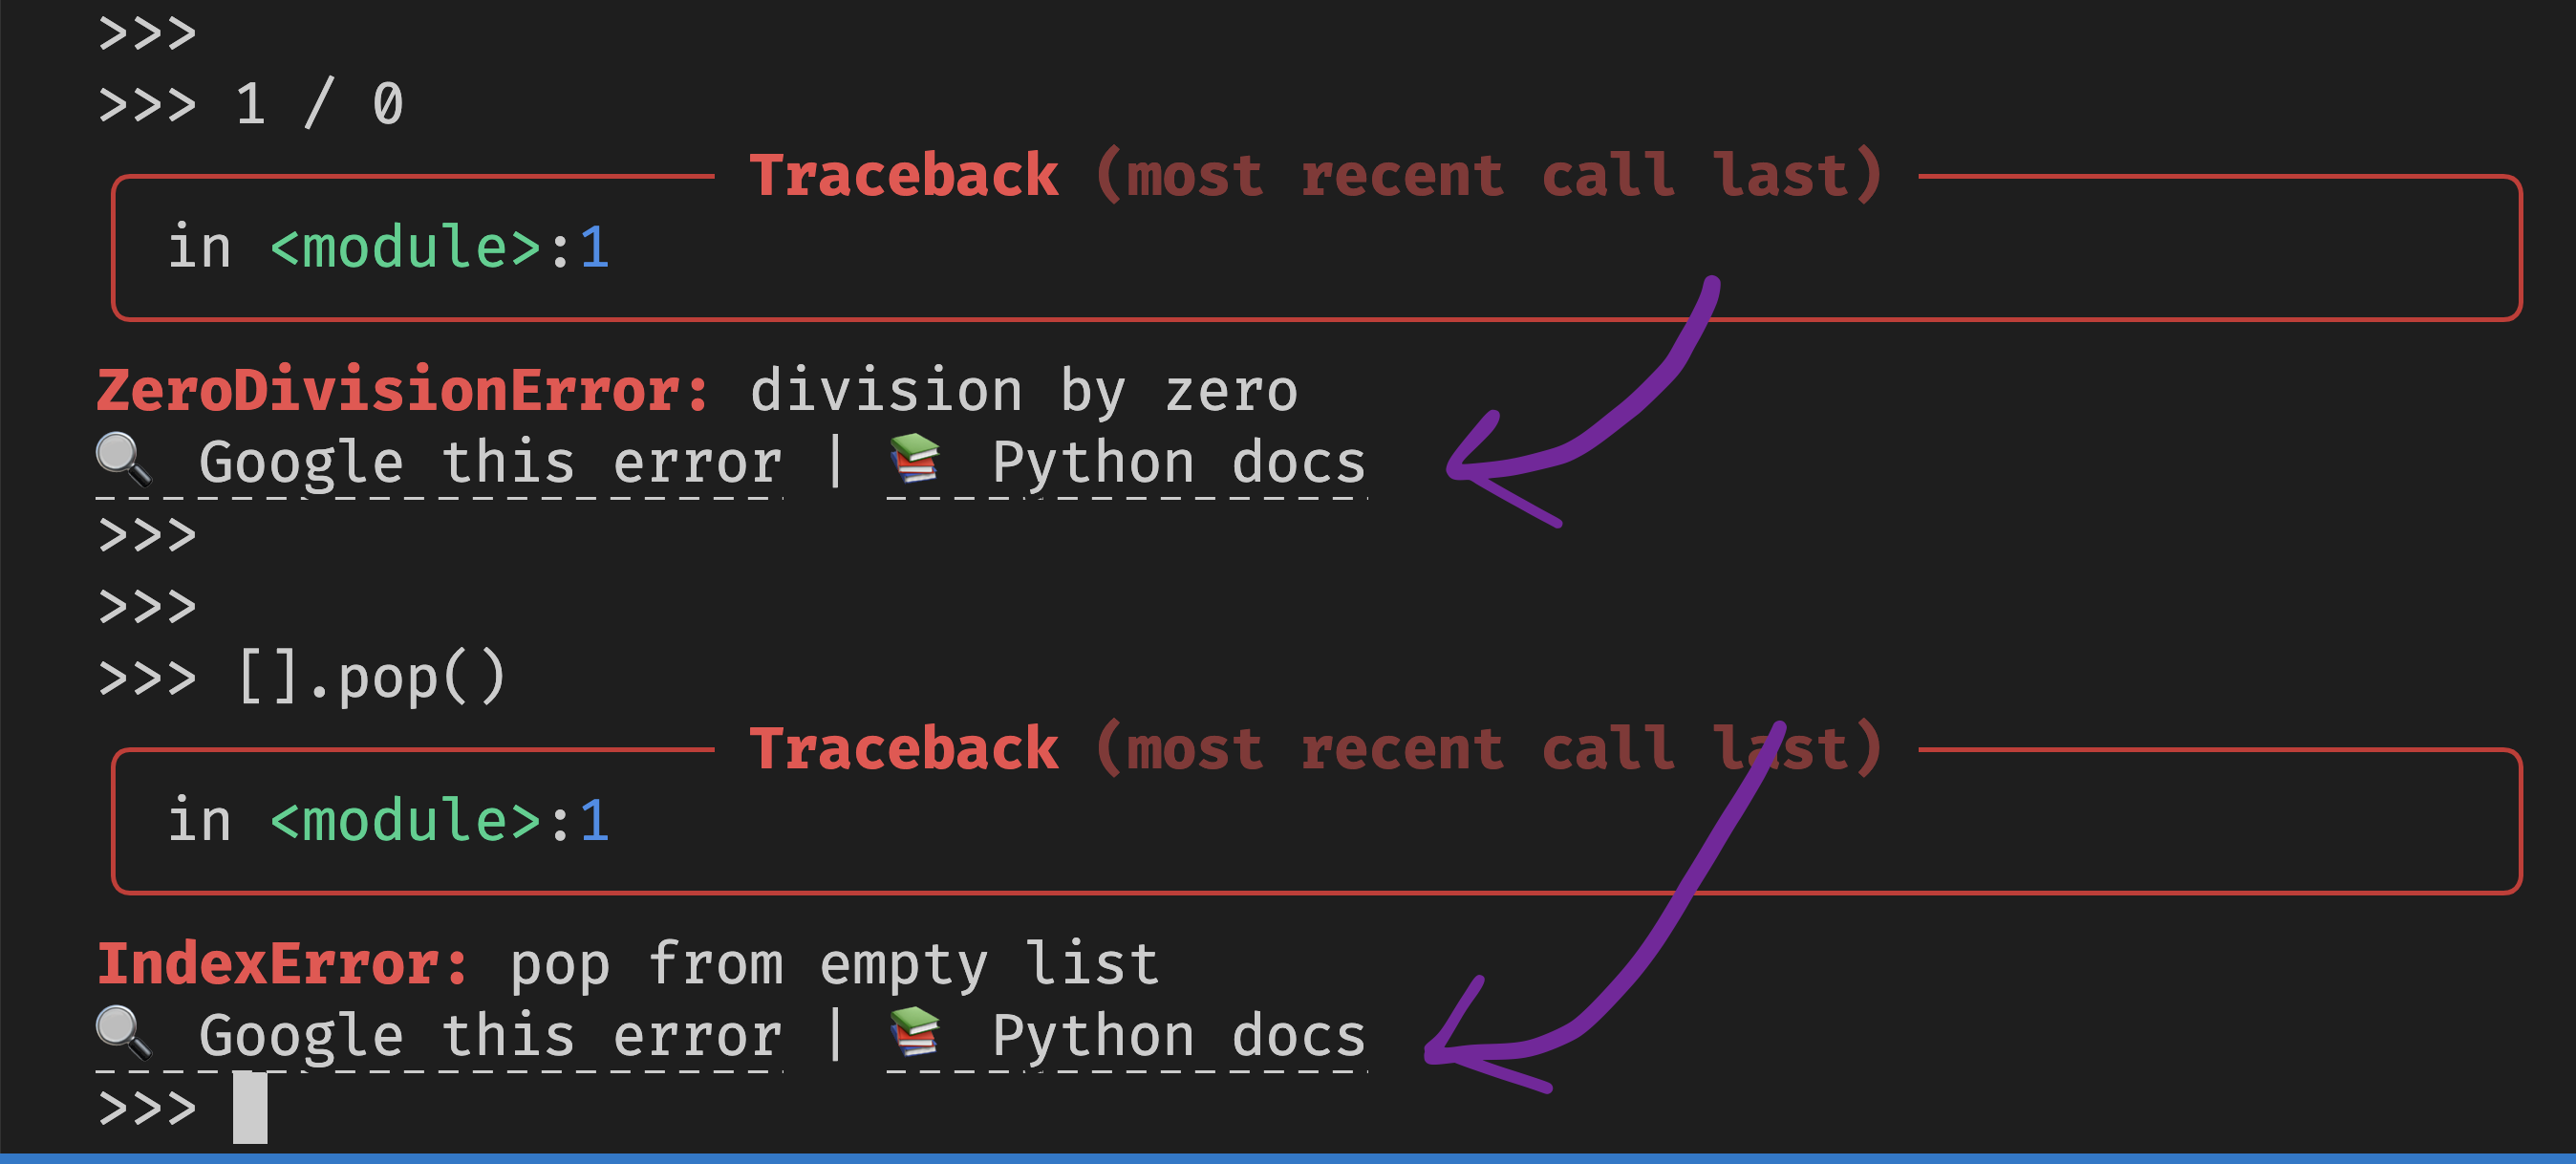 >>>
>>> 1 / 0
Traceback (most recent call last)
in <module>:1
ZeroDivisionError: division by zero
🔍 Google this error | 📚 Python docs
>>>
>>>
>>> [].pop()
Traceback (most recent call last)
in <module>:1
IndexError: pop from empty list
🔍 Google this error | 📚 Python docs
>>>